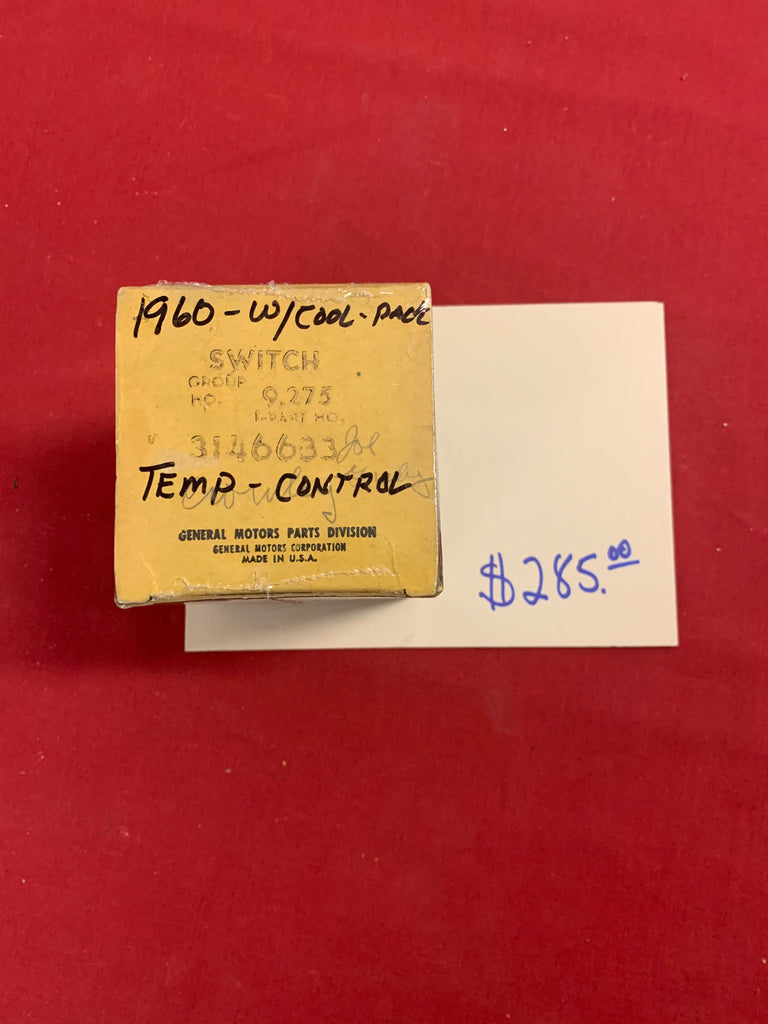 1960 - W/COOL-PACK
SWITCH
GROUP
NO. 9.275
PART NO.
3146633 Joe
TEMP - CONTROL
GENERAL MOTORS PARTS DIVISION
GENERAL MOTORS CORPORATION
MADE IN U.S.A.
$285.00